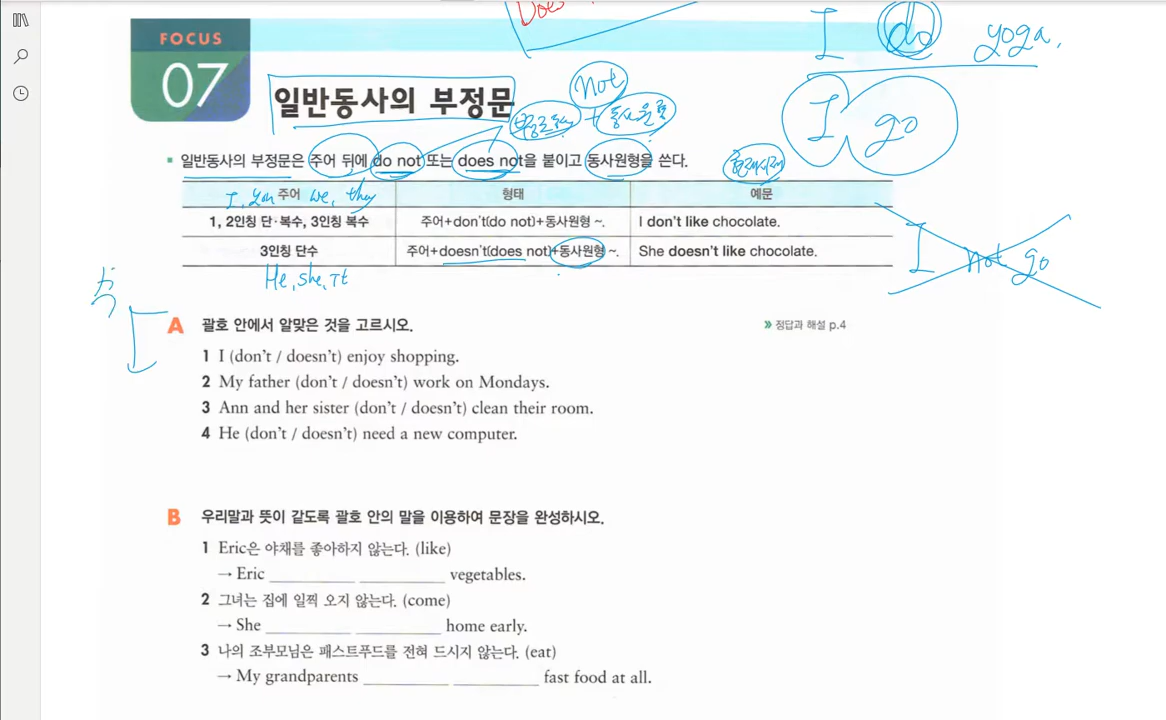 Does
I do yoga.
FOCUS
07
일반동사의 부정문
not
+ 동사원형
I go
일반동사의 부정문은 주어 뒤에 do not 또는 does not을 붙이고 동사원형을 쓴다.
현재시제
I, you we, they
주어 형태 예문
1, 2인칭 단·복수, 3인칭 복수 주어+don't(do not)+동사원형 ~. I don't like chocolate.
3인칭 단수 주어+doesn't(does not)+동사원형 ~. She doesn't like chocolate.
I not go
He, she, It
A 괄호 안에서 알맞은 것을 고르시오.
» 정답과 해설 p.4
1 I (don't / doesn't) enjoy shopping.
2 My father (don't / doesn't) work on Mondays.
3 Ann and her sister (don't / doesn't) clean their room.
4 He (don't / doesn't) need a new computer.
B 우리말과 뜻이 같도록 괄호 안의 말을 이용하여 문장을 완성하시오.
1 Eric은 야채를 좋아하지 않는다. (like)
→ Eric ________ ________ vegetables.
2 그녀는 집에 일찍 오지 않는다. (come)
→ She ________ ________ home early.
3 나의 조부모님은 패스트푸드를 전혀 드시지 않는다. (eat)
→ My grandparents ________ ________ fast food at all.